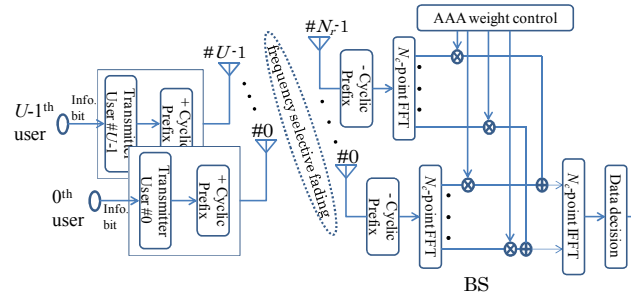 AAA weight control
#U-1
#Nr-1
- Cyclic
Prefix
Nc-point FFT
U-1th
user
Info.
bit
Transmitter
User #U-1
+ Cyclic
Prefix
frequency selective fading
#0
#0
0th
user
Info.
bit
Transmitter
User #0
+ Cyclic
Prefix
- Cyclic
Prefix
Nc-point FFT
Nc-point IFFT
Data decision
BS